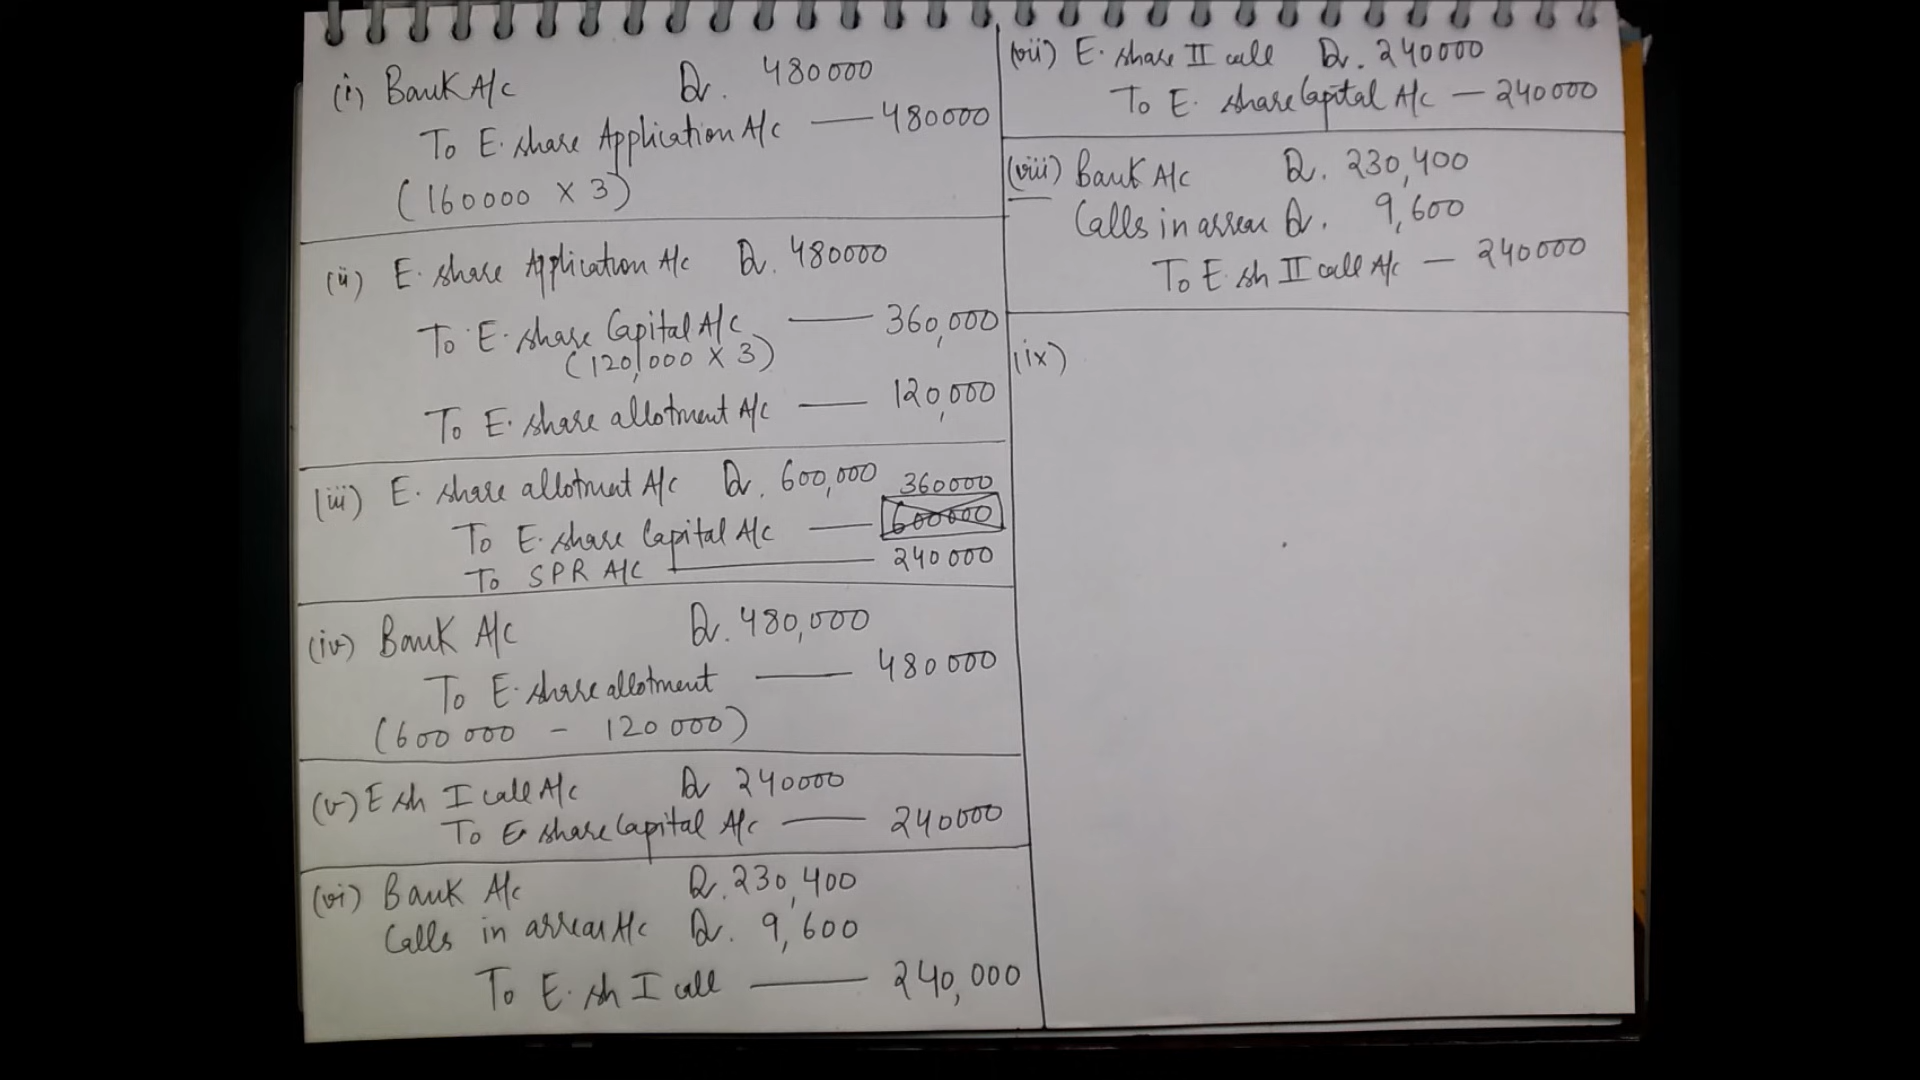 (i) Bank A/c Dr. 480000
To E. share Application A/c — 480000
(160000 X 3)
(ii) E. share Application A/c Dr. 480000
To E. share Capital A/c — 360,000
(120,000 X 3)
To E. share allotment A/c — 120,000
(iii) E. share allotment A/c Dr. 600,000 360000
To E. share Capital A/c — 600000
To SPR A/c — 240000
(iv) Bank A/c Dr. 480,000
To E. share allotment — 480000
(600000 - 120000)
(v) E sh I call A/c Dr 240000
To E share Capital A/c — 240000
(vi) Bank A/c Dr. 230,400
Calls in arrear A/c Dr. 9,600
To E. sh I call — 240,000
(vii) E. share II call Dr. 240000
To E. share Capital A/c — 240000
(viii) Bank A/c Dr. 230,400
Calls in arrear Dr. 9,600
To E. sh II call A/c — 240000
(ix)